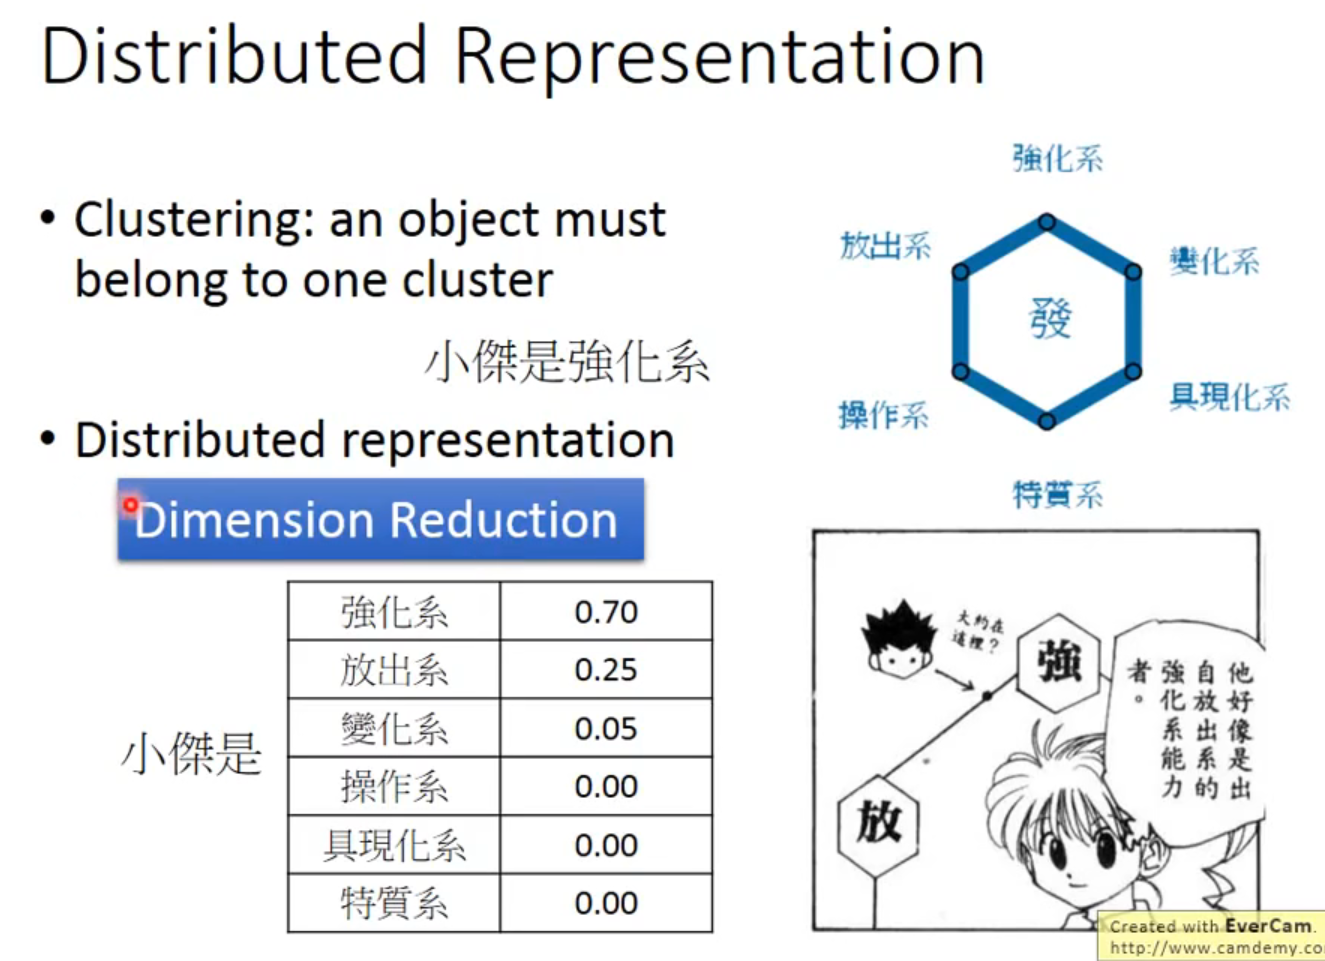 Distributed Representation
• Clustering: an object must
belong to one cluster
小傑是強化系
• Distributed representation
Dimension Reduction
小傑是
強化系 0.70
放出系 0.25
變化系 0.05
操作系 0.00
具現化系 0.00
特質系 0.00
強化系
放出系
變化系
發
操作系
具現化系
特質系
大約在
這裡?
強
放
他好像是出
自放出系的
強化系能力
者。
Created with EverCam.
http://www.camdemy.co